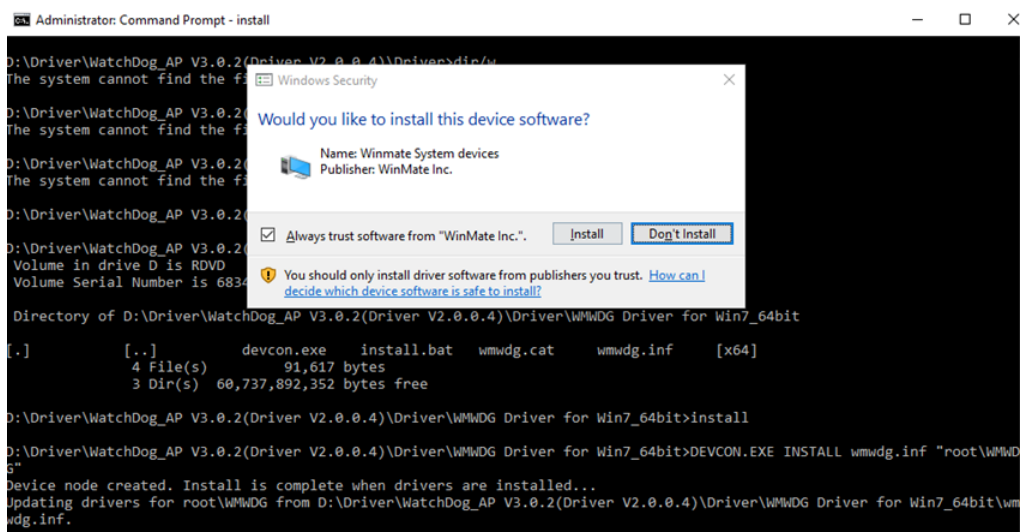 Administrator: Command Prompt - install
D:\Driver\WatchDog_AP V3.0.2(Driver V2.0.0.4)\Driver>dir/w
The system cannot find the fi
D:\Driver\WatchDog_AP V3.0.2(
The system cannot find the fi
D:\Driver\WatchDog_AP V3.0.2(
The system cannot find the fi
D:\Driver\WatchDog_AP V3.0.2(
D:\Driver\WatchDog_AP V3.0.2(
Volume in drive D is RDVD
Volume Serial Number is 6834
Windows Security
Would you like to install this device software?
Name: Winmate System devices
Publisher: WinMate Inc.
Always trust software from "WinMate Inc.".
Install
Don't Install
You should only install driver software from publishers you trust. How can I
decide which device software is safe to install?
Directory of D:\Driver\WatchDog_AP V3.0.2(Driver V2.0.0.4)\Driver\WMWDG Driver for Win7_64bit
[.] [..] devcon.exe install.bat wmwdg.cat wmwdg.inf [x64]
4 File(s) 91,617 bytes
3 Dir(s) 60,737,892,352 bytes free
D:\Driver\WatchDog_AP V3.0.2(Driver V2.0.0.4)\Driver\WMWDG Driver for Win7_64bit>install
D:\Driver\WatchDog_AP V3.0.2(Driver V2.0.0.4)\Driver\WMWDG Driver for Win7_64bit>DEVCON.EXE INSTALL wmwdg.inf "root\WMWD
G"
Device node created. Install is complete when drivers are installed...
Updating drivers for root\WMWDG from D:\Driver\WatchDog_AP V3.0.2(Driver V2.0.0.4)\Driver\WMWDG Driver for Win7_64bit\wm
wdg.inf.